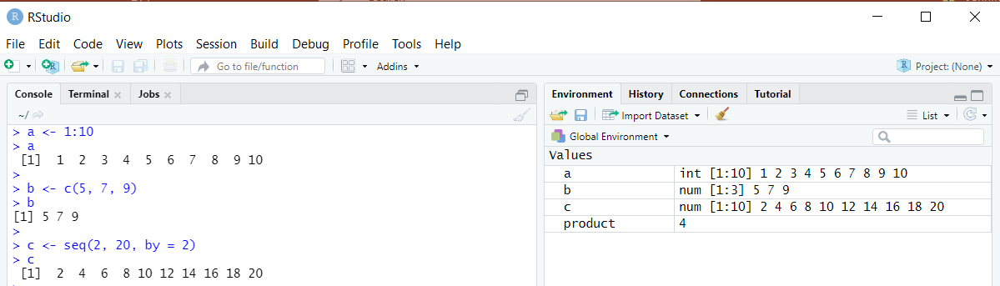 R RStudio
File Edit Code View Plots Session Build Debug Profile Tools Help
Go to file/function Addins R Project: (None)
Console Terminal Jobs
~/
> a <- 1:10
> a
[1] 1 2 3 4 5 6 7 8 9 10
>
> b <- c(5, 7, 9)
> b
[1] 5 7 9
>
> c <- seq(2, 20, by = 2)
> c
[1] 2 4 6 8 10 12 14 16 18 20
Environment History Connections Tutorial
Import Dataset List
Global Environment
Values
a int [1:10] 1 2 3 4 5 6 7 8 9 10
b num [1:3] 5 7 9
c num [1:10] 2 4 6 8 10 12 14 16 18 20
product 4